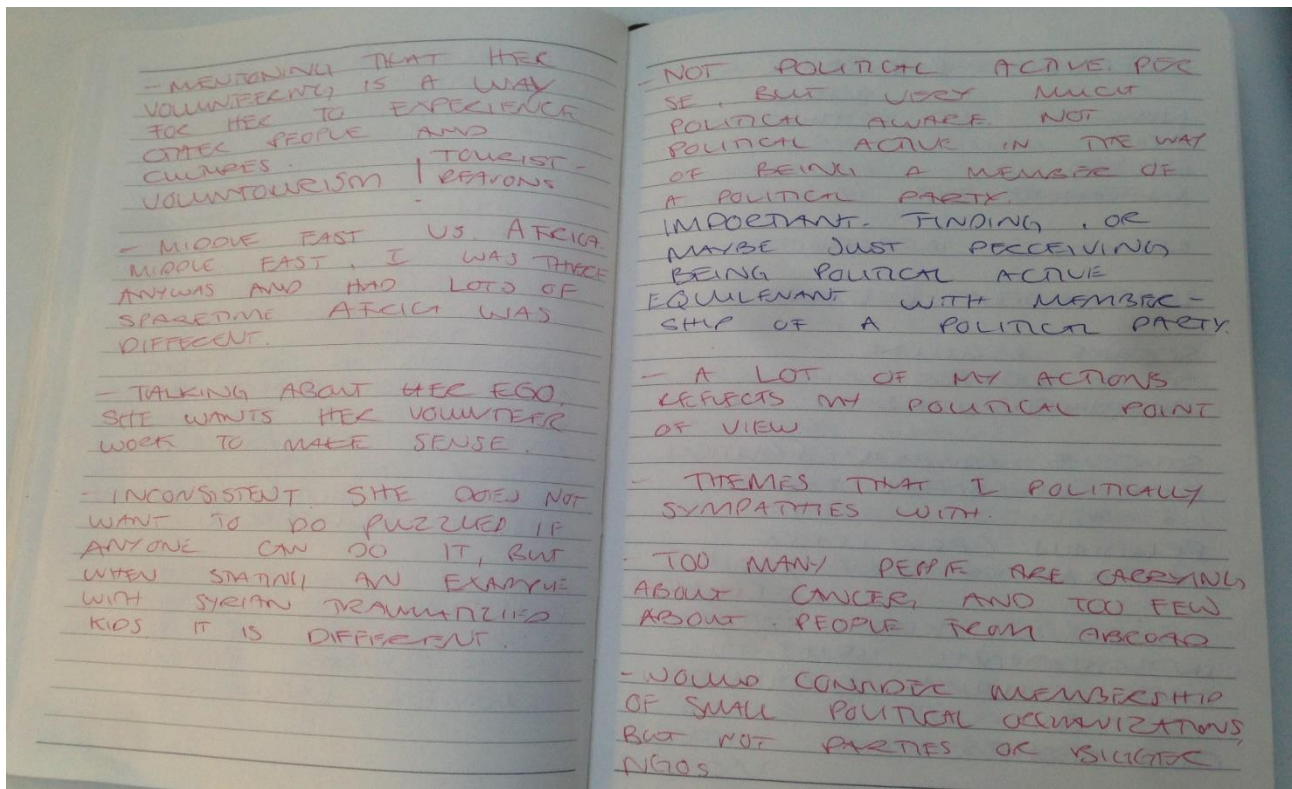 - MENTIONING THAT HER
VOLUNTEERING IS A WAY
FOR HER TO EXPERIENCE
OTHER PEOPLE AND
CULTURES.
VOLUNTOURISM | TOURIST -
REASONS
- MIDDLE EAST VS AFRICA.
MIDDLE EAST, I WAS THERE
ANYWAS AND HAD LOTS OF
SPARETIME AFRICA WAS
DIFFERENT.
- TALKING ABOUT HER EGO.
SHE WANTS HER VOLUNTEER
WORK TO MAKE SENSE.
- INCONSISTENT. SHE DOES NOT
WANT TO DO PUZZLED IF
ANYONE CAN DO IT, BUT
WHEN STATING AN EXAMPLE
WITH SYRIAN TRAUMATIZIED
KIDS IT IS DIFFERENT.
- NOT POLITICAL ACTIVE PER
SE, BUT VERY MUCH
POLITICAL AWARE. NOT
POLITICAL ACTIVE IN THE WAY
OF BEING A MEMBER OF
A POLITICAL PARTY.
IMPORTANT. FINDING, OR
MAYBE JUST PERCEIVING
BEING POLITICAL ACTIVE
EQUILENANT WITH MEMBER-
SHIP OF A POLITICAL PARTY.
- A LOT OF MY ACTIONS
REFLECTS MY POLITICAL POINT
OF VIEW
- THEMES THAT I POLITICALLY
SYMPATHIES WITH.
- TOO MANY PEOPLE ARE CARRYING
ABOUT CANCER, AND TOO FEW
ABOUT PEOPLE FROM ABROAD
- WOULD CONSIDER MEMBERSHIP
OF SMALL POLITICAL ORGANIZATIONS,
BUT NOT PARTIES OR BIGGER
NGOS